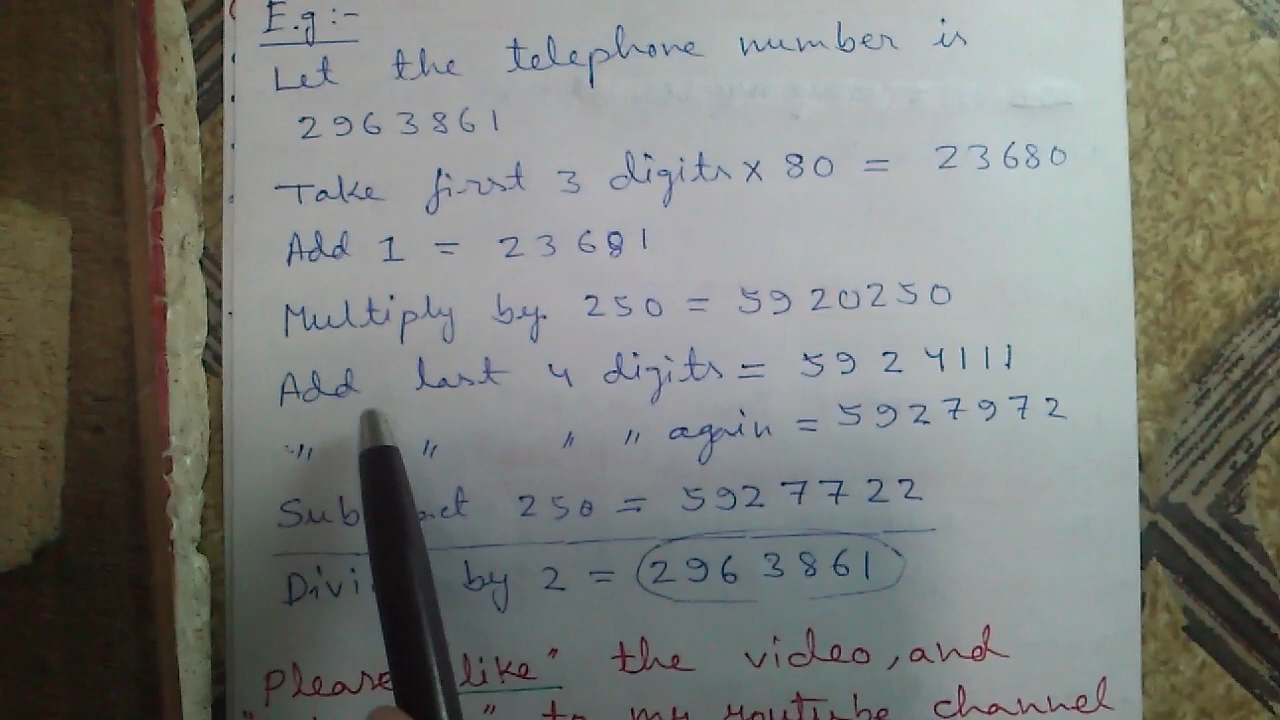 E.g :-
Let the telephone number is
2963861
Take first 3 digits x 80 = 23680
Add 1 = 23681
Multiply by. 250 = 5920250
Add last 4 digits = 5924111
" " " " again = 5927972
250 = 5927722
by 2 = 2963861
Please like" the video, and
" to my youtube channel